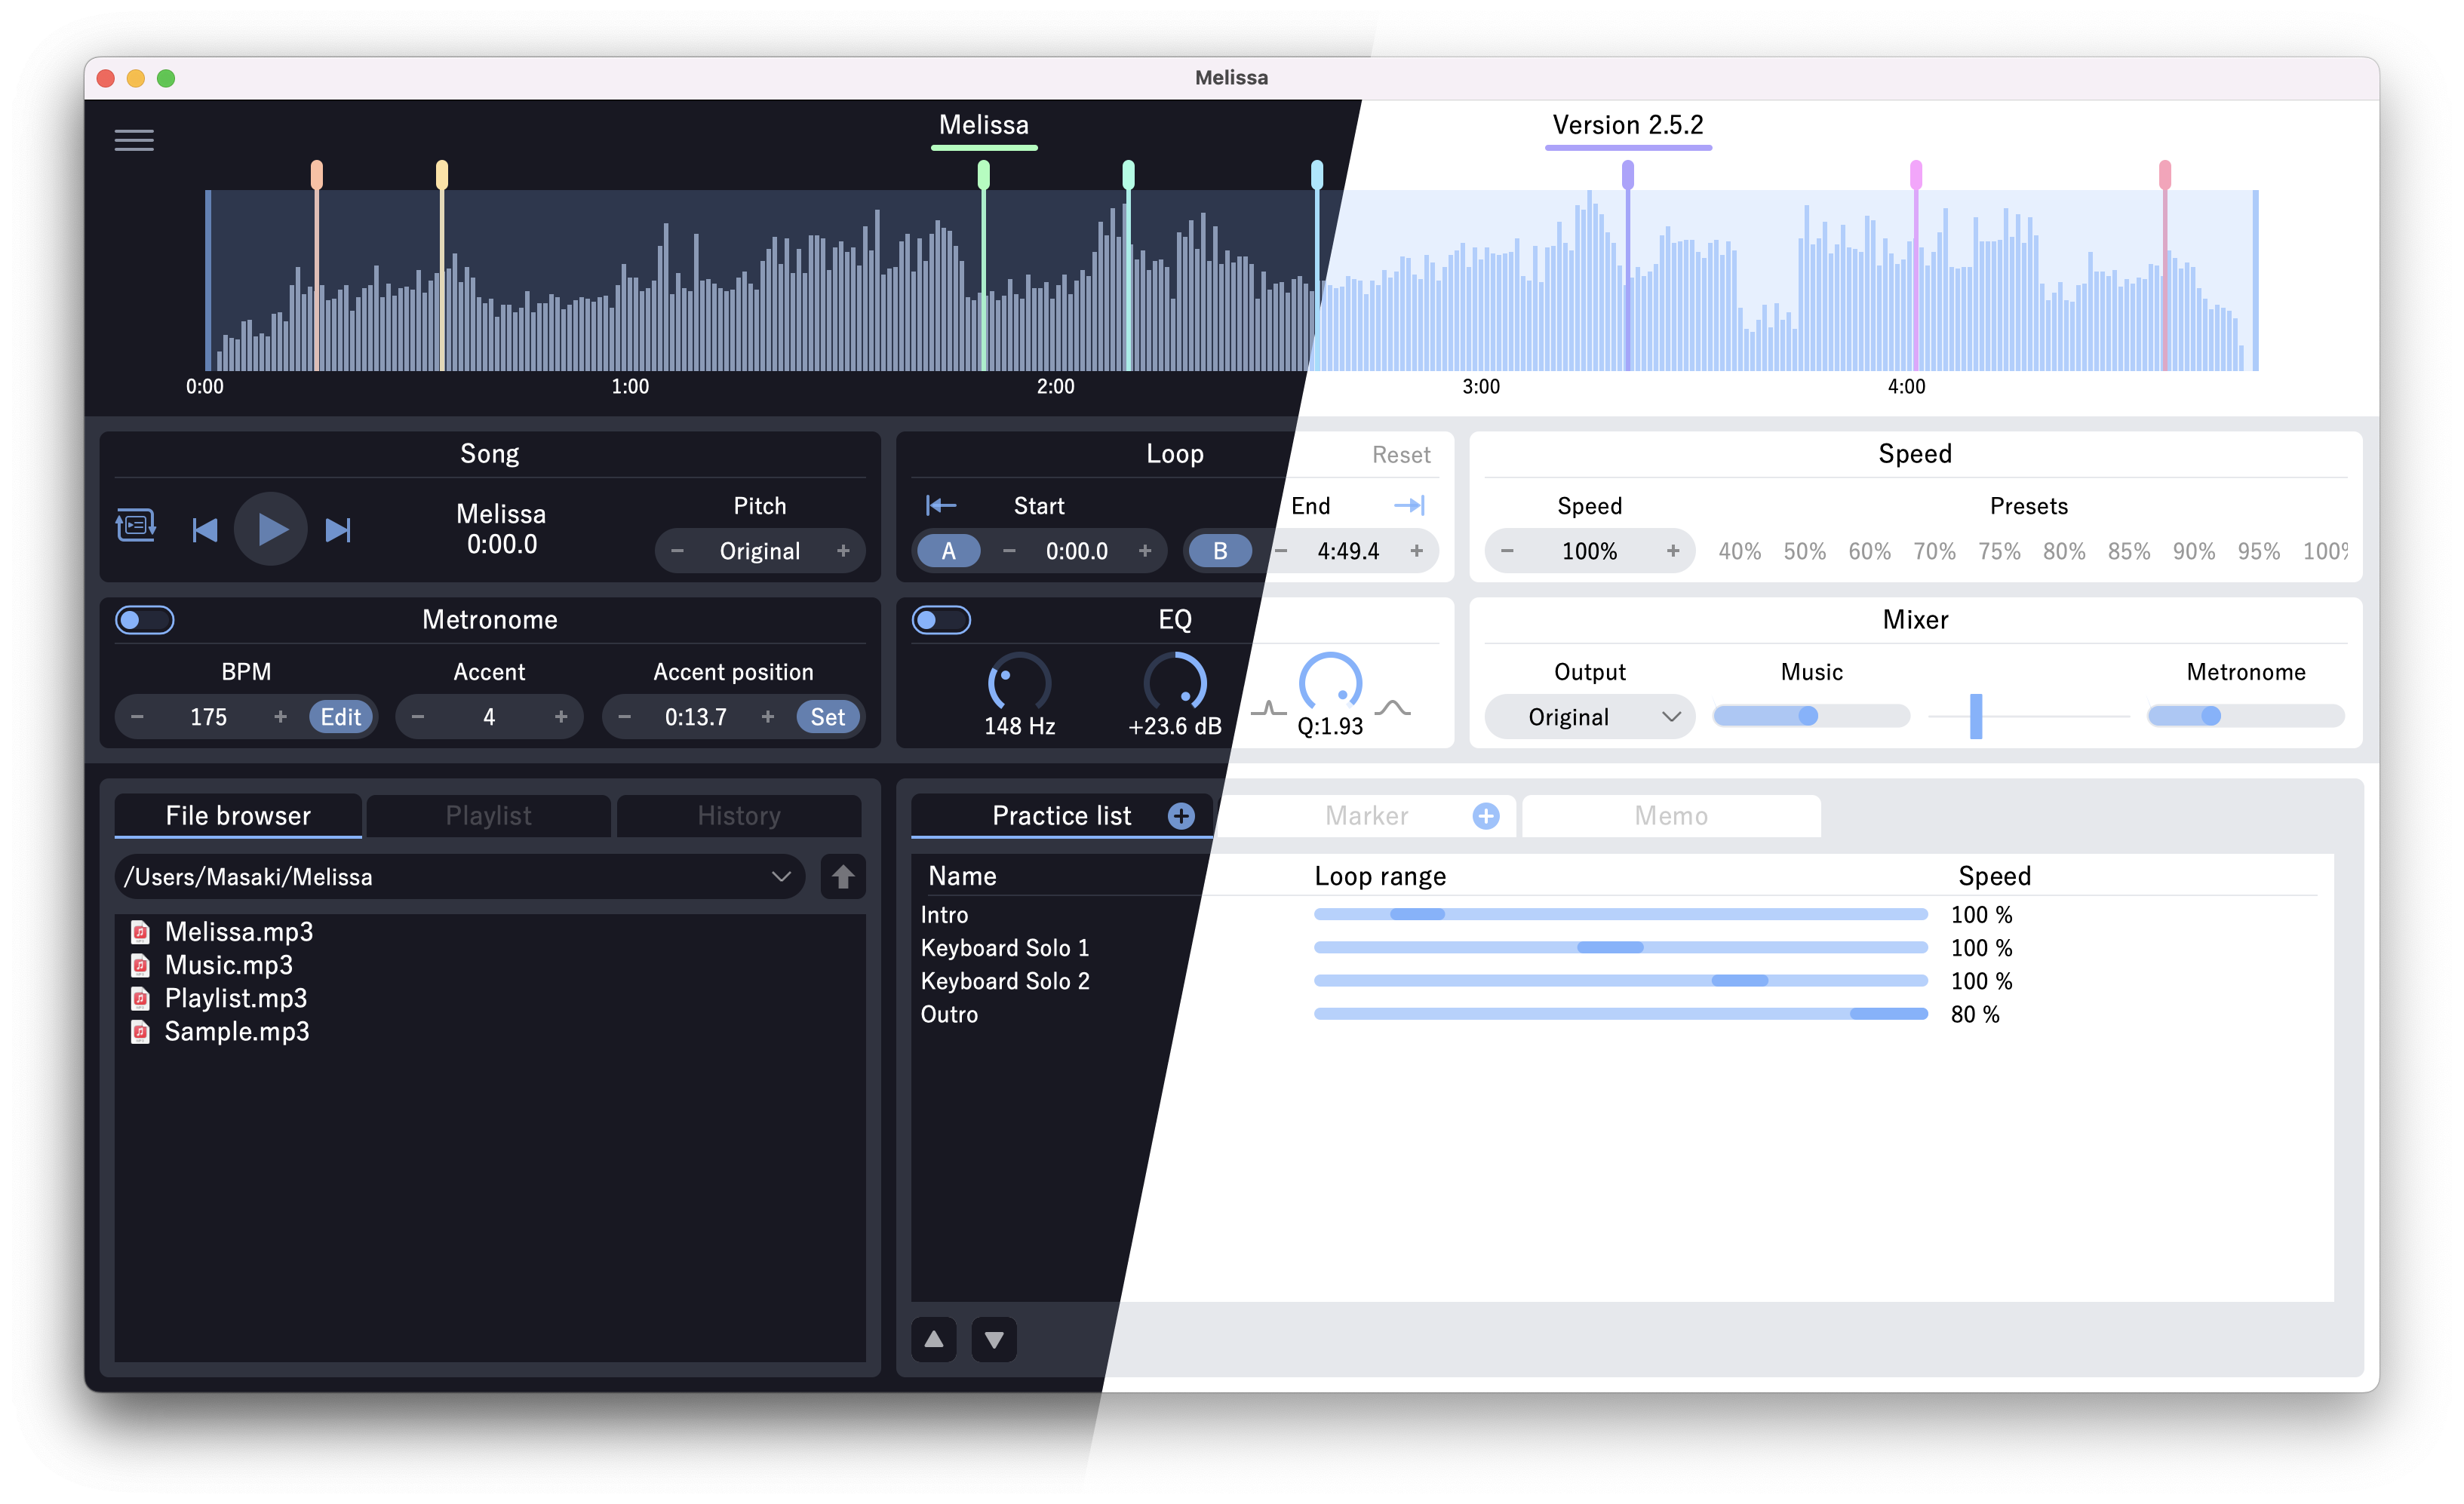 Melissa
Melissa
Version 2.5.2
0:00 1:00 2:00 3:00 4:00
Song
Melissa
0:00.0
Pitch
− Original +
Loop Reset
Start End
A − 0:00.0 + B − 4:49.4 +
Speed
Speed Presets
− 100% + 40% 50% 60% 70% 75% 80% 85% 90% 95% 100%
Metronome
BPM Accent Accent position
− 175 + Edit − 4 + − 0:13.7 + Set
EQ
148 Hz +23.6 dB Q:1.93
Mixer
Output Music Metronome
Original
File browser Playlist History
/Users/Masaki/Melissa
Melissa.mp3
Music.mp3
Playlist.mp3
Sample.mp3
Practice list + Marker + Memo
Name Loop range Speed
Intro 100 %
Keyboard Solo 1 100 %
Keyboard Solo 2 100 %
Outro 80 %